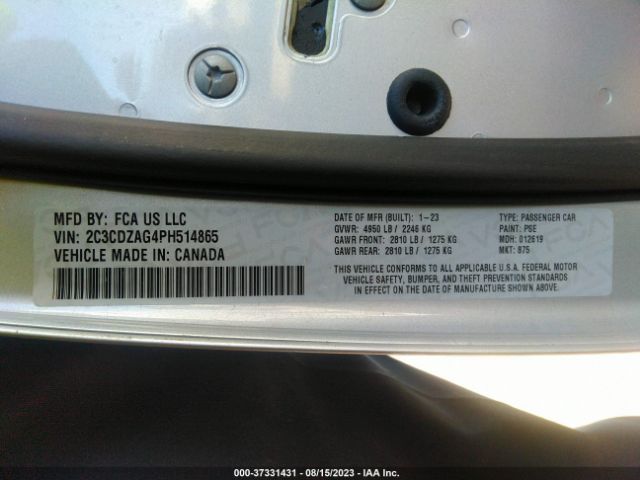 MFD BY: FCA US LLC
VIN: 2C3CDZAG4PH514865
VEHICLE MADE IN: CANADA
DATE OF MFR (BUILT): 1-23
GVWR: 4950 LB / 2246 KG
GAWR FRONT: 2810 LB / 1275 KG
GAWR REAR: 2810 LB / 1275 KG
TYPE: PASSENGER CAR
PAINT: PSE
MDH: 012619
MKT: 875
THIS VEHICLE CONFORMS TO ALL APPLICABLE U.S.A. FEDERAL MOTOR
VEHICLE SAFETY, BUMPER, AND THEFT PREVENTION STANDARDS
IN EFFECT ON THE DATE OF MANUFACTURE SHOWN ABOVE.
000-37331431 - 08/15/2023 - IAA Inc.